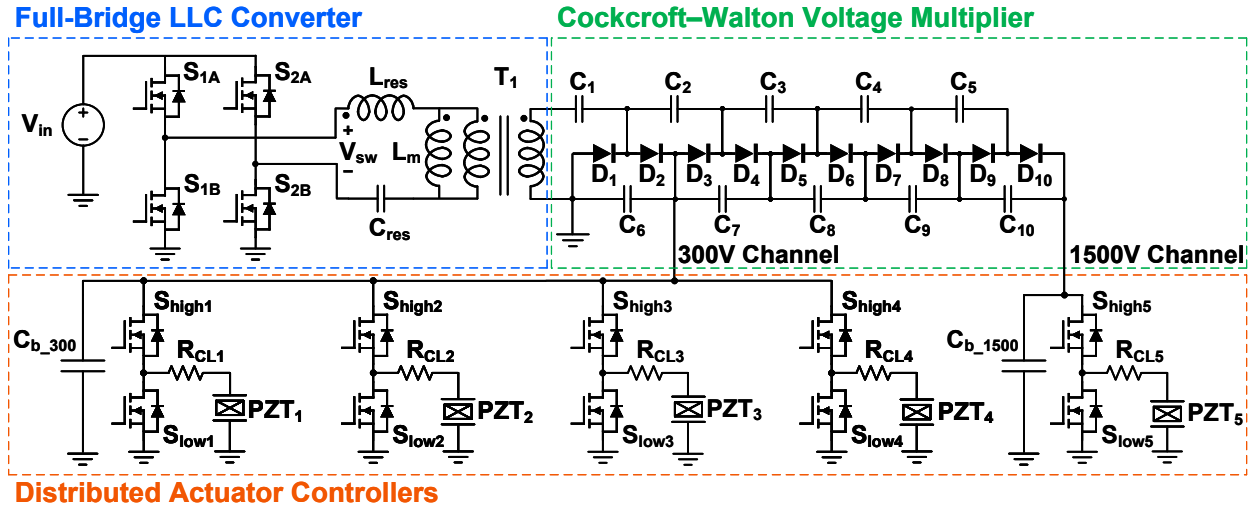 Full-Bridge LLC Converter
Cockcroft–Walton Voltage Multiplier
S1A
S2A
Lres
T1
C1
C2
C3
C4
C5
Vin
+
−
+
Vsw
−
Lm
D1
D2
D3
D4
D5
D6
D7
D8
D9
D10
S1B
S2B
Cres
C6
C7
C8
C9
C10
300V Channel
1500V Channel
Shigh1
Shigh2
Shigh3
Shigh4
Shigh5
Cb_300
RCL1
RCL2
RCL3
RCL4
Cb_1500
RCL5
PZT1
PZT2
PZT3
PZT4
PZT5
Slow1
Slow2
Slow3
Slow4
Slow5
Distributed Actuator Controllers